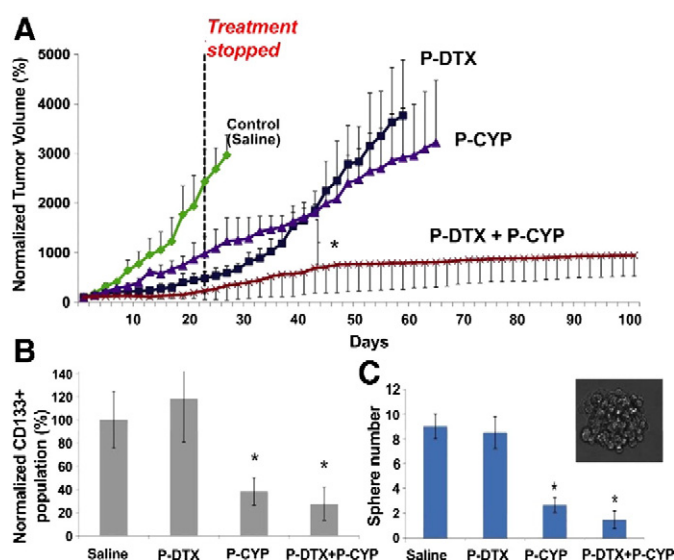 A
Treatment
stopped
Normalized Tumor Volume (%)
5000
4000
3000
2000
1000
0
10
20
30
40
50
60
70
80
90
100
Days
Control
(Saline)
P-DTX
P-CYP
*
P-DTX + P-CYP
B
Normalized CD133+
population (%)
140
120
100
80
60
40
20
0
*
*
Saline
P-DTX
P-CYP
P-DTX+P-CYP
C
Sphere number
12
10
8
6
4
2
0
*
*
Saline
P-DTX
P-CYP
P-DTX+P-CYP